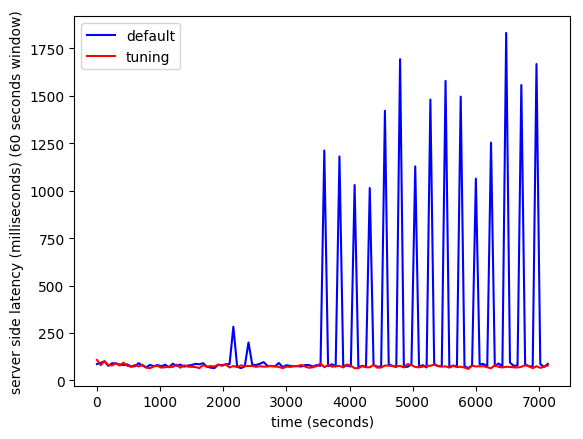 default
tuning
1750
1500
1250
1000
750
500
250
0
server side latency (milliseconds) (60 seconds window)
0 1000 2000 3000 4000 5000 6000 7000
time (seconds)